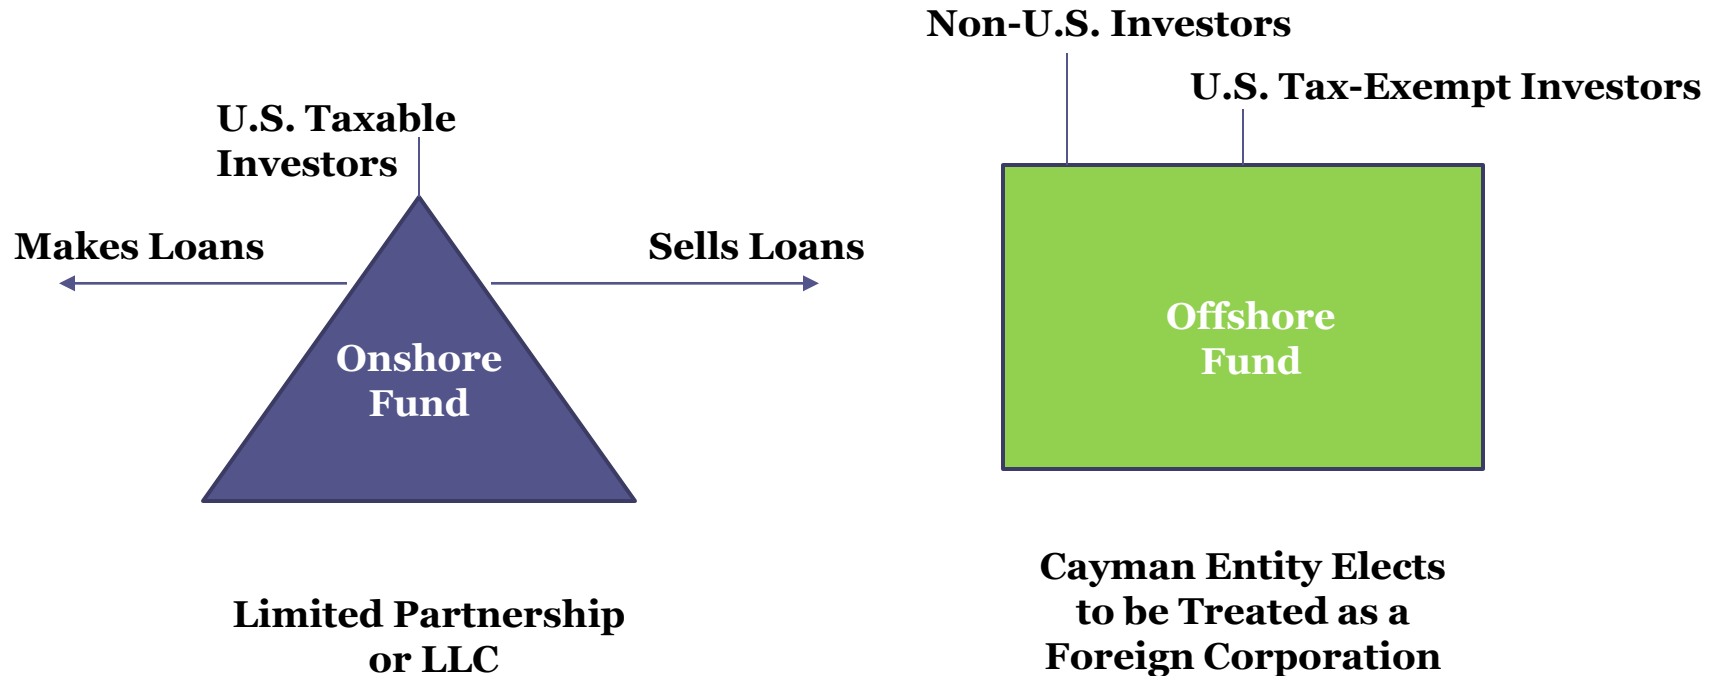 U.S. Taxable
Investors
Makes Loans
Sells Loans
Onshore
Fund
Limited Partnership
or LLC
Non-U.S. Investors
U.S. Tax-Exempt Investors
Offshore
Fund
Cayman Entity Elects
to be Treated as a
Foreign Corporation